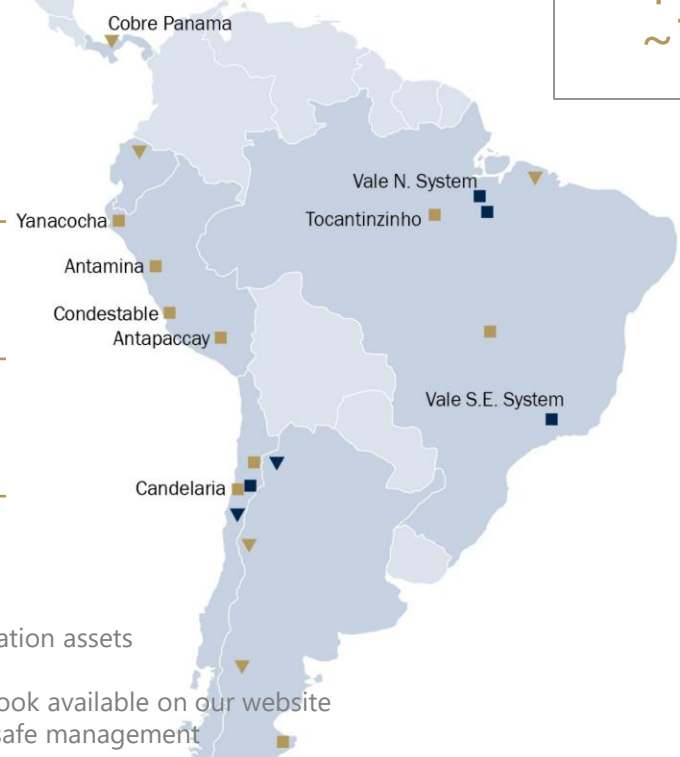 Cobre Panama
~
Vale N. System
Yanacocha
Tocantinzinho
Antamina
Condestable
Antapaccay
Vale S.E. System
Candelaria
ation assets
ook available on our website
safe management